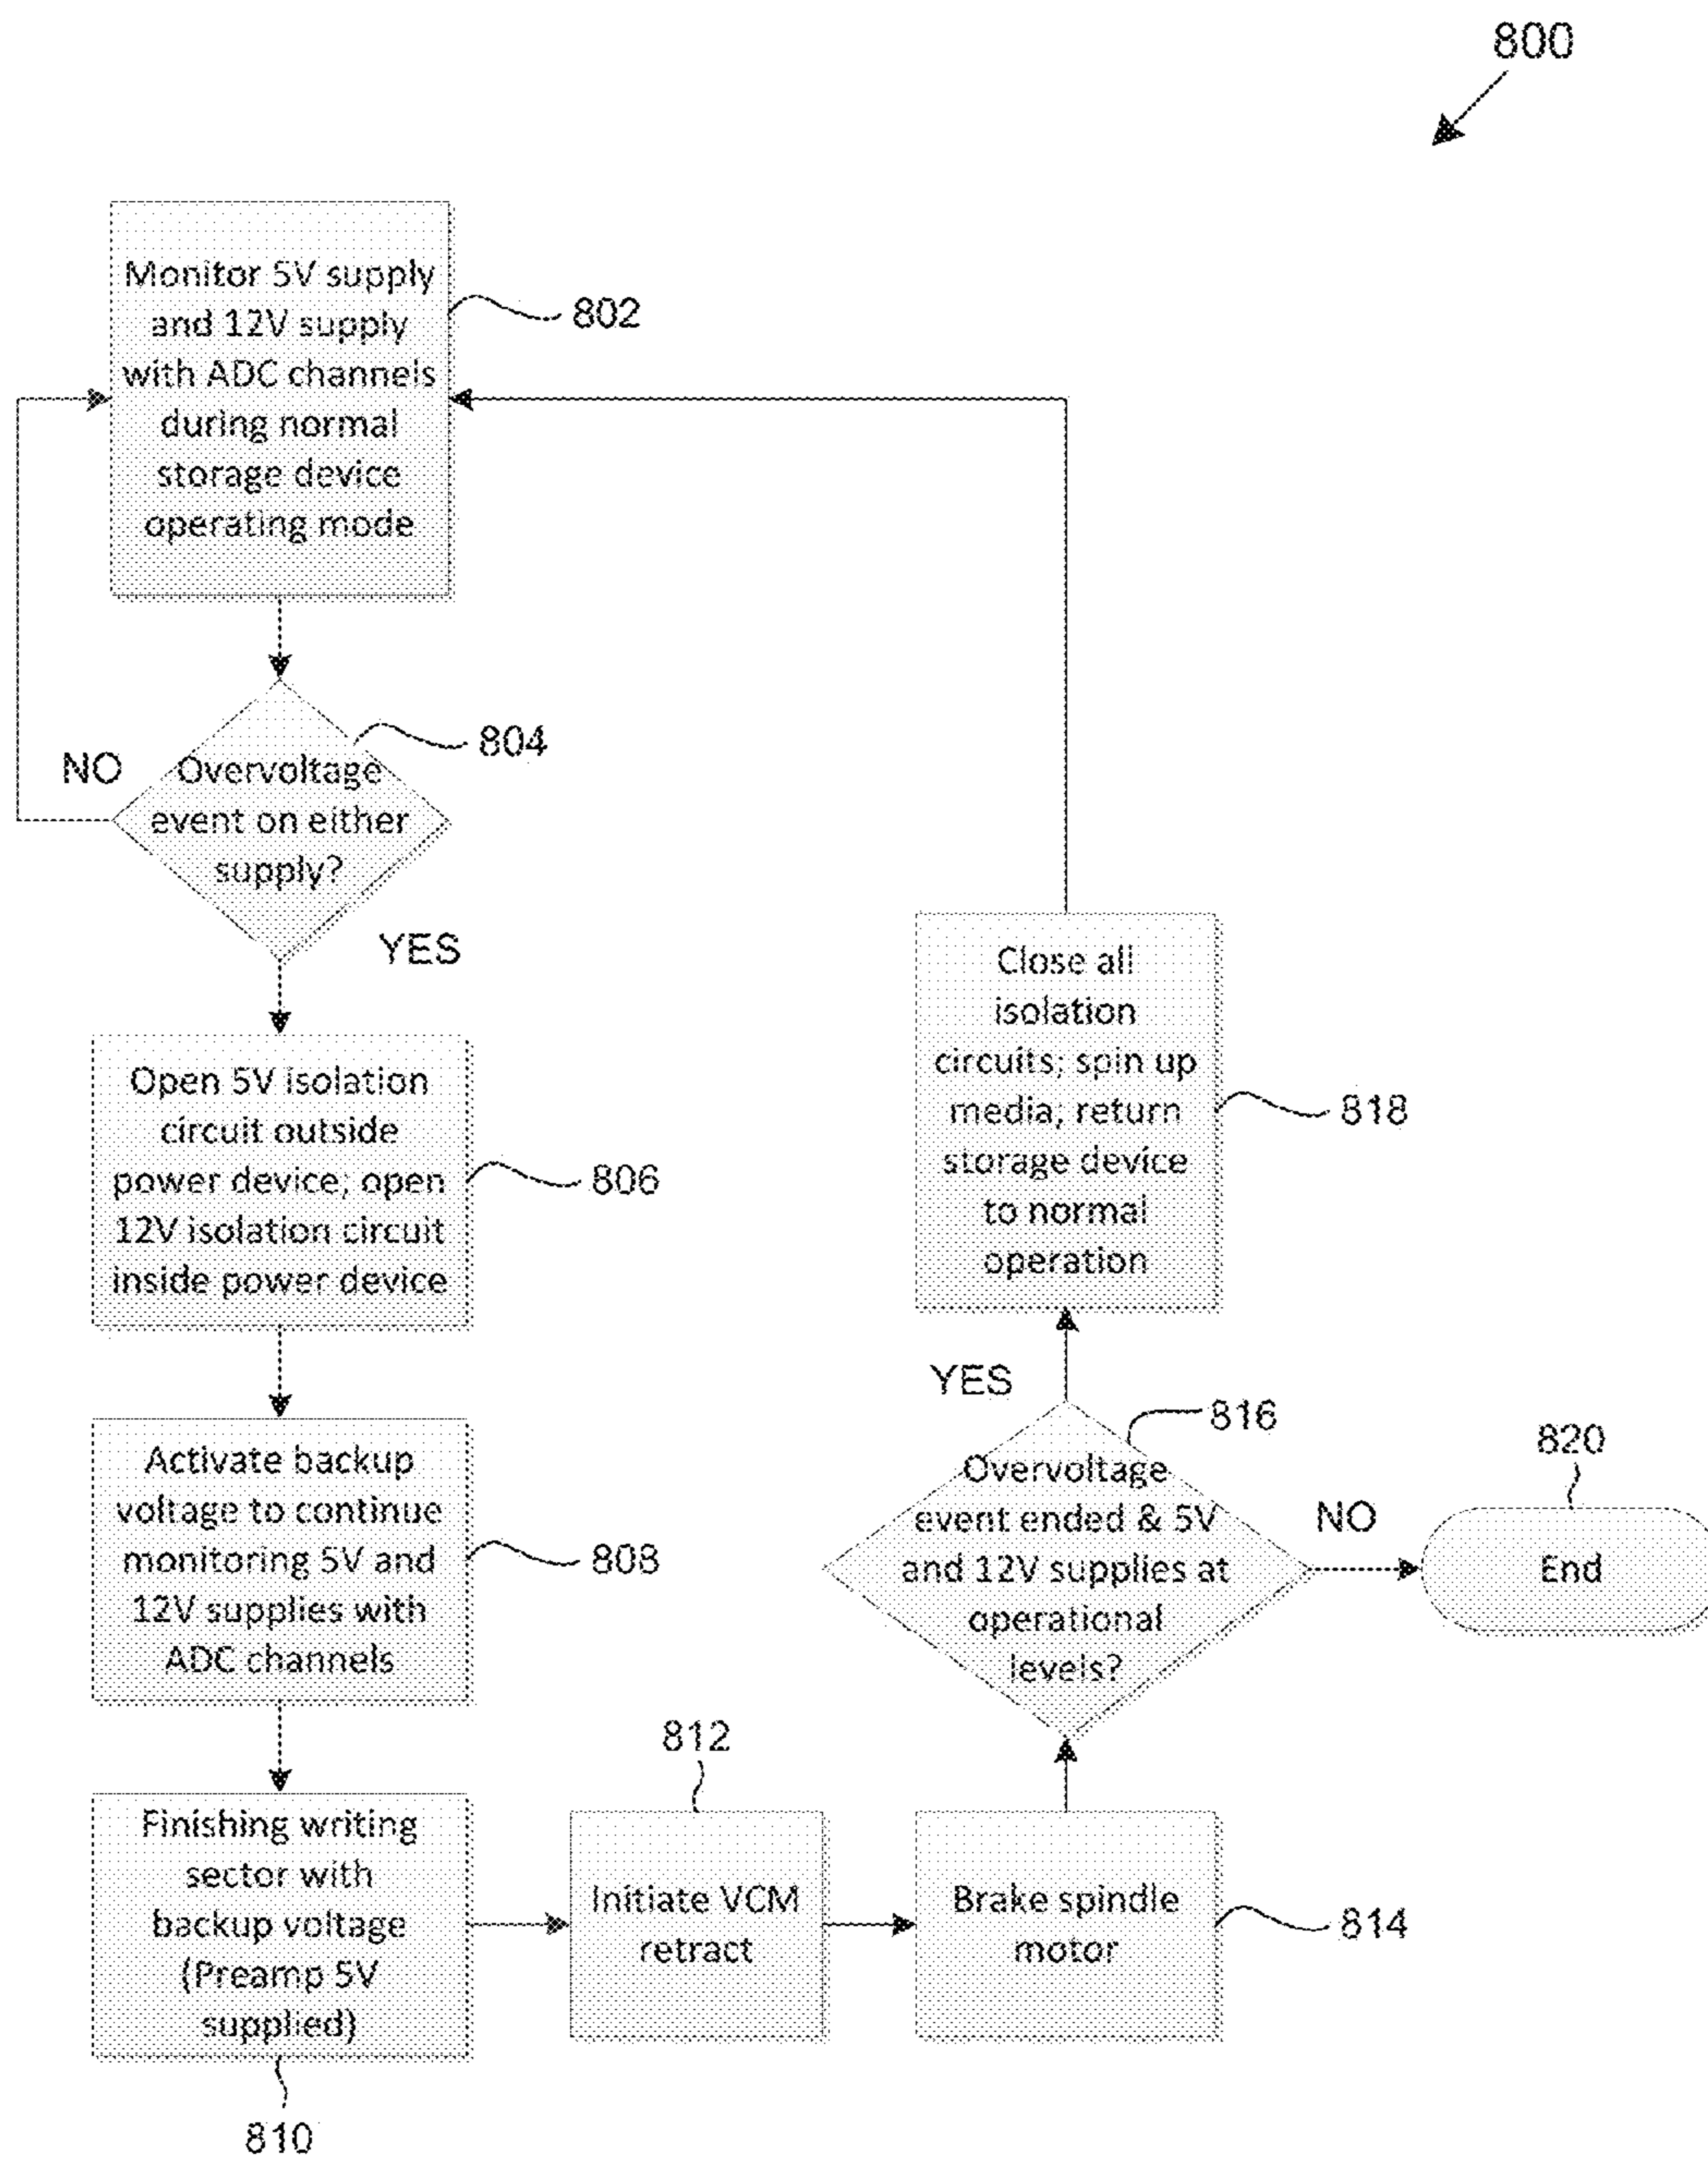 800
Monitor 5V supply
and 12V supply
with ADC channels
during normal
storage device
operating mode
802
804
NO
Overvoltage
event on either
supply?
YES
Open 5V isolation
circuit outside
power device; open
12V isolation circuit
inside power device
806
Activate backup
voltage to continue
monitoring 5V and
12V supplies with
ADC channels
808
Finishing writing
sector with
backup voltage
(Preamp 5V
supplied)
810
812
Initiate VCM
retract
Brake spindle
motor
814
816
Overvoltage
event ended & 5V
and 12V supplies at
operational
levels?
YES
NO
Close all
isolation
circuits; spin up
media; return
storage device
to normal
operation
818
820
End